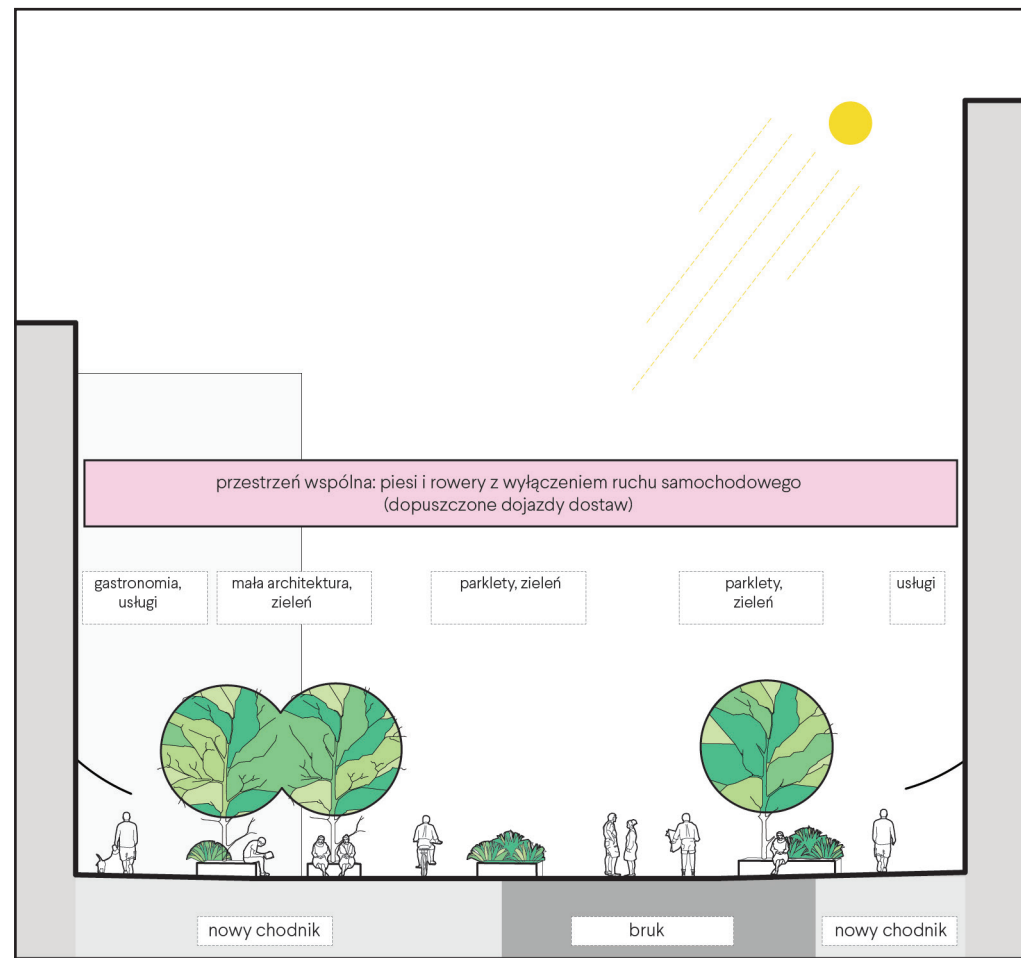 przestrzeń wspólna: piesi i rowery z wyłączeniem ruchu samochodowego
(dopuszczone dojazdy dostaw)
gastronomia,
usługi
mała architektura,
zieleń
parklety, zieleń
parklety,
zieleń
usługi
nowy chodnik
bruk
nowy chodnik